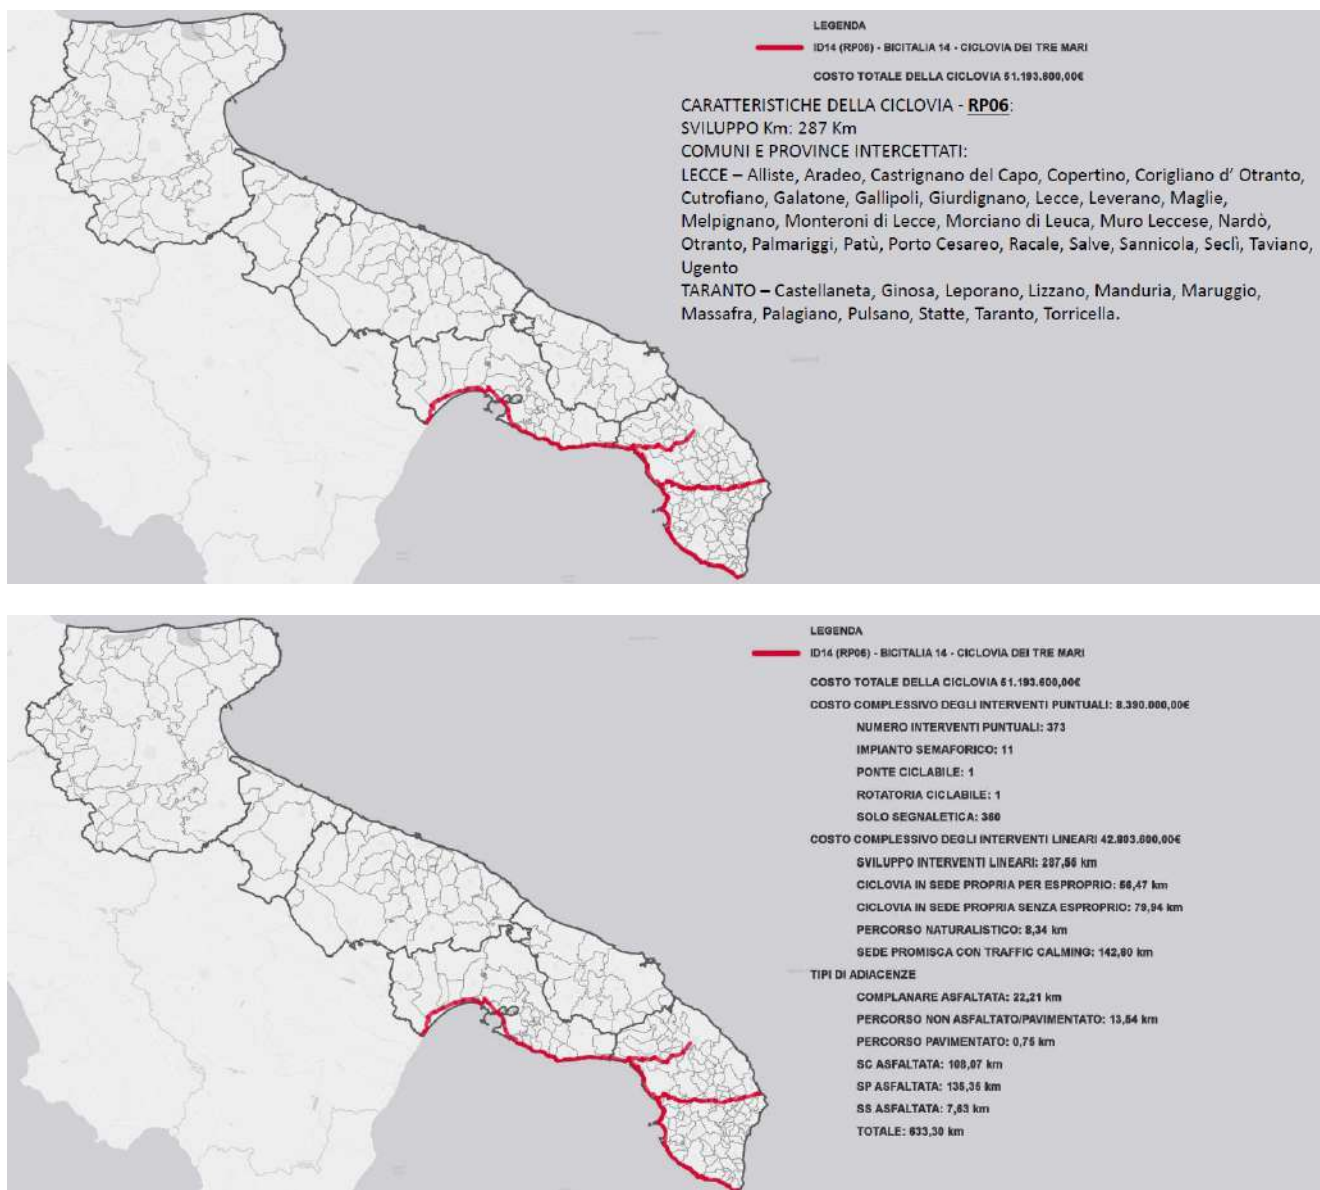 LEGENDA
ID14 (RP06) - BICITALIA 14 - CICLOVIA DEI TRE MARI
COSTO TOTALE DELLA CICLOVIA 51.193.600,00€
CARATTERISTICHE DELLA CICLOVIA - RP06:
SVILUPPO Km: 287 Km
COMUNI E PROVINCE INTERCETTATI:
LECCE – Alliste, Aradeo, Castrignano del Capo, Copertino, Corigliano d’ Otranto,
Cutrofiano, Galatone, Gallipoli, Giurdignano, Lecce, Leverano, Maglie,
Melpignano, Monteroni di Lecce, Morciano di Leuca, Muro Leccese, Nardò,
Otranto, Palmariggi, Patù, Porto Cesareo, Racale, Salve, Sannicola, Seclì, Taviano,
Ugento
TARANTO – Castellaneta, Ginosa, Leporano, Lizzano, Manduria, Maruggio,
Massafra, Palagiano, Pulsano, Statte, Taranto, Torricella.
LEGENDA
ID14 (RP06) - BICITALIA 14 - CICLOVIA DEI TRE MARI
COSTO TOTALE DELLA CICLOVIA 51.193.600,00€
COSTO COMPLESSIVO DEGLI INTERVENTI PUNTUALI: 8.390.000,00€
NUMERO INTERVENTI PUNTUALI: 373
IMPIANTO SEMAFORICO: 11
PONTE CICLABILE: 1
ROTATORIA CICLABILE: 1
SOLO SEGNALETICA: 360
COSTO COMPLESSIVO DEGLI INTERVENTI LINEARI 42.803.600,00€
SVILUPPO INTERVENTI LINEARI: 287,55 km
CICLOVIA IN SEDE PROPRIA PER ESPROPRIO: 56,47 km
CICLOVIA IN SEDE PROPRIA SENZA ESPROPRIO: 79,94 km
PERCORSO NATURALISTICO: 8,34 km
SEDE PROMISCA CON TRAFFIC CALMING: 142,80 km
TIPI DI ADIACENZE
COMPLANARE ASFALTATA: 22,21 km
PERCORSO NON ASFALTATO/PAVIMENTATO: 13,54 km
PERCORSO PAVIMENTATO: 0,75 km
SC ASFALTATA: 108,07 km
SP ASFALTATA: 135,35 km
SS ASFALTATA: 7,63 km
TOTALE: 633,30 km